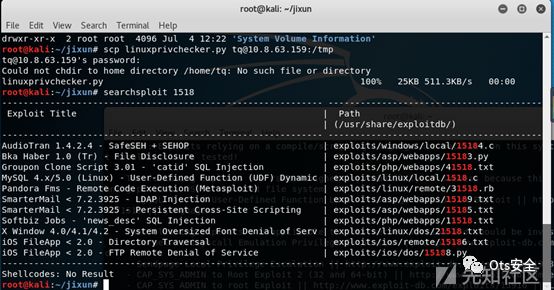 drwxr-xr-x 2 root root 4096 Jul 4 12:22 'System Volume Information'
root@kali:~/jixun# scp linuxprivchecker.py tq@10.8.63.159:/tmp
tq@10.8.63.159's password:
Could not chdir to home directory /home/tq: No such file or directory
linuxprivchecker.py 100% 25KB 511.3KB/s 00:00
root@kali:~/jixun# searchsploit 1518
Exploit Title | Path
| (/usr/share/exploitdb/)
AudioTran 1.4.2.4 - SafeSEH + SEHOP | exploits/windows/local/15184.c
Bka Haber 1.0 (Tr) - File Disclosure | exploits/asp/webapps/15183.py
Groupon Clone Script 3.01 - 'catid' SQL Injection | exploits/php/webapps/41518.txt
MySQL 4.x/5.0 (Linux) - User-Defined Function (UDF) Dynamic | exploits/linux/local/1518.c
Pandora Fms - Remote Code Execution (Metasploit) | exploits/linux/remote/31518.rb
SmarterMail < 7.2.3925 - LDAP Injection | exploits/asp/webapps/15189.txt
SmarterMail < 7.2.3925 - Persistent Cross-Site Scripting | exploits/asp/webapps/15185.txt
Softbiz Jobs - 'news_desc' SQL Injection | exploits/php/webapps/11518.txt
X Window 4.0/4.1/4.2 - System Oversized Font Denial of Serv | exploits/linux/dos/21518.txt
iOS FileApp < 2.0 - Directory Traversal | exploits/ios/remote/15186.txt
iOS FileApp < 2.0 - FTP Remote Denial of Service | exploits/ios/dos/15188.py
Shellcodes: No Result
root@kali:~/jixun#
Ots安全
先知社区